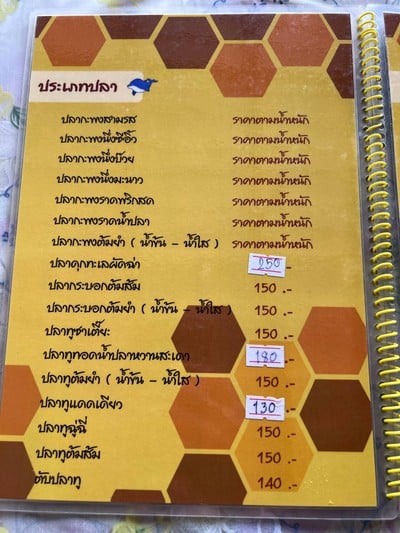 ประเภทปลา
ปลากะพงสามรส ราคาตามน้ำหนัก
ปลากะพงนึ่งซีอิ๊ว ราคาตามน้ำหนัก
ปลากะพงนึ่งบ๊วย ราคาตามน้ำหนัก
ปลากะพงนึ่งมะนาว ราคาตามน้ำหนัก
ปลากะพงราดพริกสด ราคาตามน้ำหนัก
ปลากะพงราดน้ำปลา ราคาตามน้ำหนัก
ปลากะพงต้มยำ ( น้ำข้น - น้ำใส ) ราคาตามน้ำหนัก
ปลาดุกทะเลผัดฉ่า 250 .-
ปลากระบอกต้มส้ม 150 .-
ปลากระบอกต้มยำ ( น้ำข้น - น้ำใส ) 150 .-
ปลาทูซาเตี๊ยะ 150 .-
ปลาทูทอดน้ำปลาหวานสะเดา 180 .-
ปลาทูต้มยำ ( น้ำข้น - น้ำใส ) 150 .-
ปลาทูแดดเดียว 130 .-
ปลาทูฉู่ฉี่ 150 .-
ปลาทูต้มส้ม 150 .-
ตับปลาทู 140 .-